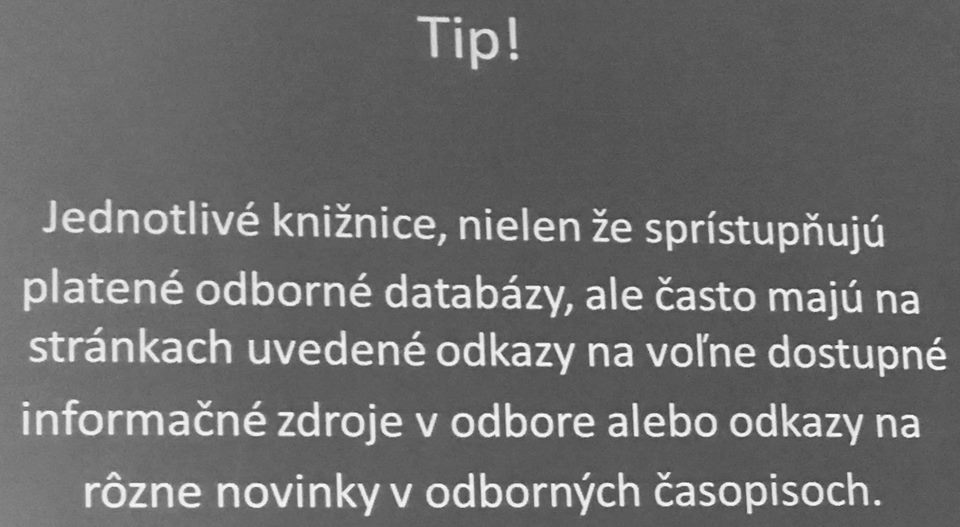 Tip!
Jednotlivé knižnice, nielen že sprístupňujú
platené odborné databázy, ale často majú na
stránkach uvedené odkazy na voľne dostupné
informačné zdroje v odbore alebo odkazy na
rôzne novinky v odborných časopisoch.